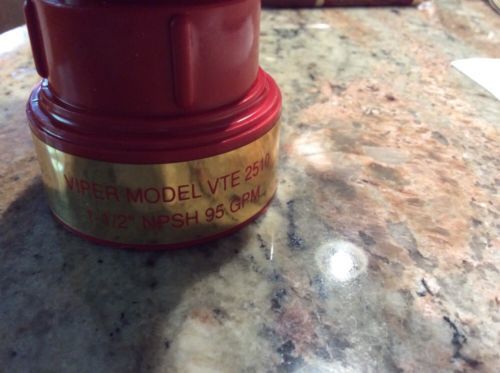 VIPER MODEL VTE 2510
1-1/2" NPSH 95 GPM